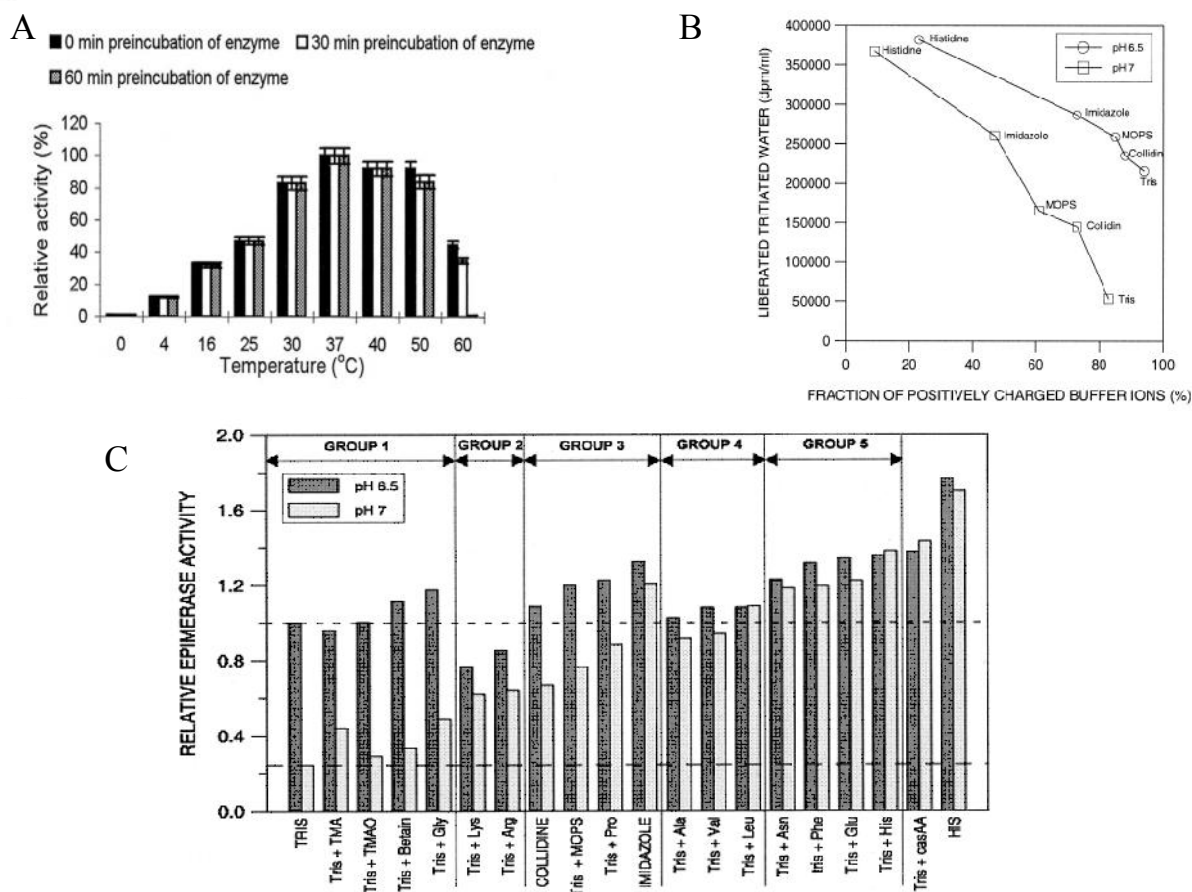 A
0 min preincubation of enzyme
30 min preincubation of enzyme
60 min preincubation of enzyme
Relative activity (%)
120
100
80
60
40
20
0
0 4 16 25 30 37 40 50 60
Temperature (°C)
B
LIBERATED TRITIATED WATER (dpm/ml)
400000
350000
300000
250000
200000
150000
100000
50000
0
Histidne
Histidne
Imidazole
Imidazole
MOPS
Collidin
Tris
MOPS
Colidin
Tris
pH 6.5
pH 7
0 20 40 60 80 100
FRACTION OF POSITIVELY CHARGED BUFFER IONS (%)
C
RELATIVE EPIMERASE ACTIVITY
2.0
1.6
1.2
0.8
0.4
0.0
GROUP 1
GROUP 2
GROUP 3
GROUP 4
GROUP 5
pH 6.5
pH 7
TRIS
Tris + TMA
Tris + TMAO
Tris + Betain
Tris + Gly
Tris + Lys
Tris + Arg
COLLIDINE
Tris + MOPS
Tris + Pro
IMIDAZOLE
Tris + Ala
Tris + Val
Tris + Leu
Tris + Asn
tris + Phe
Tris + Glu
Tris + His
Tris + casAA
HIS